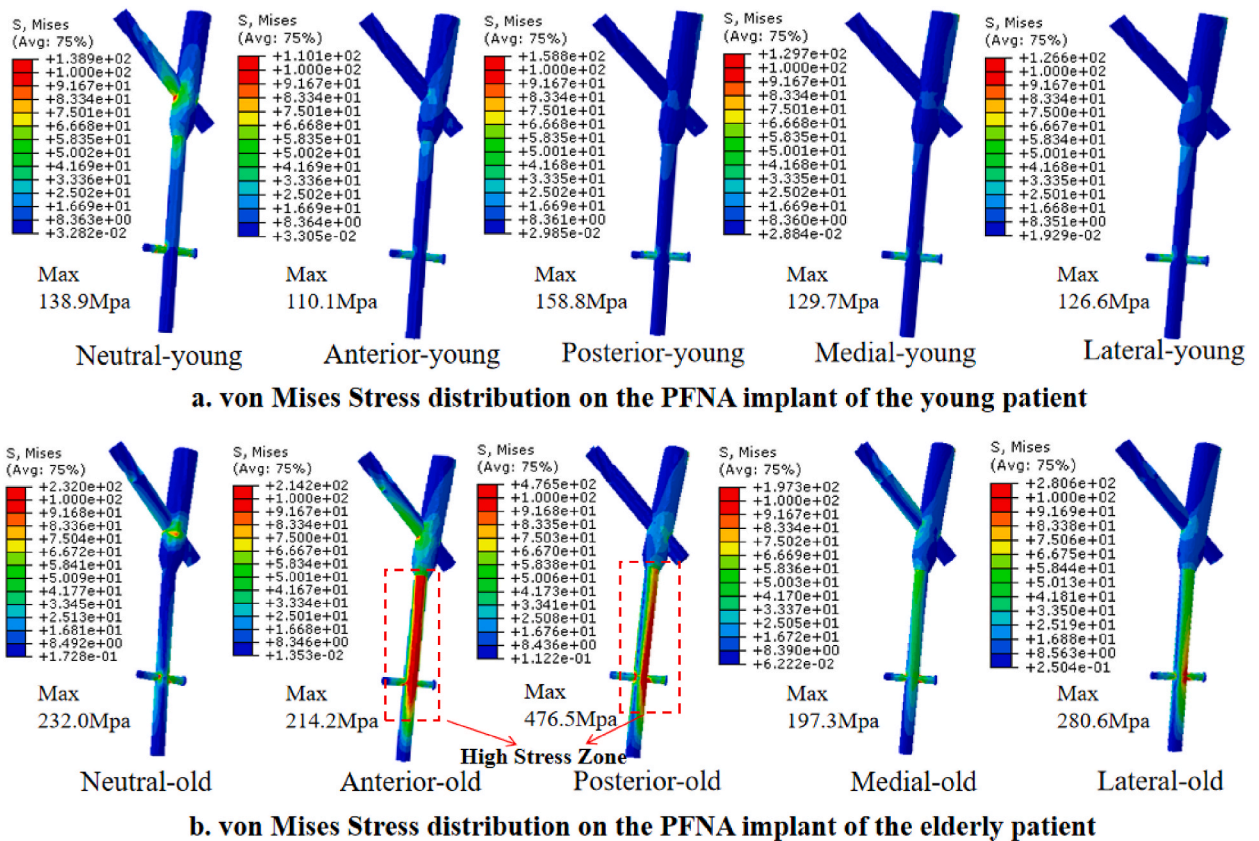 S, Mises
(Avg: 75%)
+1.389e+02
+1.000e+02
+9.167e+01
+8.334e+01
+7.501e+01
+6.668e+01
+5.835e+01
+5.002e+01
+4.169e+01
+3.336e+01
+2.502e+01
+1.669e+01
+8.363e+00
+3.282e-02
Max
138.9Mpa
Neutral-young
S, Mises
(Avg: 75%)
+1.101e+02
+1.000e+02
+9.167e+01
+8.334e+01
+7.501e+01
+6.668e+01
+5.835e+01
+5.002e+01
+4.169e+01
+3.336e+01
+2.502e+01
+1.669e+01
+8.364e+00
+3.305e-02
Max
110.1Mpa
Anterior-young
S, Mises
(Avg: 75%)
+1.588e+02
+1.000e+02
+9.167e+01
+8.334e+01
+7.501e+01
+6.668e+01
+5.835e+01
+5.001e+01
+4.168e+01
+3.335e+01
+2.502e+01
+1.669e+01
+8.361e+00
+2.985e-02
Max
158.8Mpa
Posterior-young
S, Mises
(Avg: 75%)
+1.297e+02
+1.000e+02
+9.167e+01
+8.334e+01
+7.501e+01
+6.668e+01
+5.835e+01
+5.001e+01
+4.168e+01
+3.335e+01
+2.501e+01
+1.669e+01
+8.360e+00
+2.884e-02
Max
129.7Mpa
Medial-young
S, Mises
(Avg: 75%)
+1.266e+02
+1.000e+02
+9.167e+01
+8.334e+01
+7.501e+01
+6.667e+01
+5.834e+01
+5.001e+01
+4.168e+01
+3.335e+01
+2.501e+01
+1.668e+01
+8.351e+00
+1.929e-02
Max
126.6Mpa
Lateral-young
a. von Mises Stress distribution on the PFNA implant of the young patient
S, Mises
(Avg: 75%)
+2.320e+02
+1.000e+02
+9.168e+01
+8.336e+01
+7.504e+01
+6.672e+01
+5.841e+01
+5.009e+01
+4.177e+01
+3.345e+01
+2.513e+01
+1.681e+01
+8.492e+00
+1.728e-01
Max
232.0Mpa
Neutral-old
S, Mises
(Avg: 75%)
+2.142e+02
+1.000e+02
+9.167e+01
+8.334e+01
+7.500e+01
+6.667e+01
+5.834e+01
+5.001e+01
+4.167e+01
+3.334e+01
+2.501e+01
+1.668e+01
+8.346e+00
+1.353e-02
Max
214.2Mpa
Anterior-old
S, Mises
(Avg: 75%)
+4.765e+02
+1.000e+02
+9.168e+01
+8.335e+01
+7.503e+01
+6.670e+01
+5.838e+01
+5.006e+01
+4.173e+01
+3.341e+01
+2.508e+01
+1.676e+01
+8.436e+00
+1.122e-01
Max
476.5Mpa
High Stress Zone
Posterior-old
S, Mises
(Avg: 75%)
+1.973e+02
+1.000e+02
+9.167e+01
+8.334e+01
+7.502e+01
+6.669e+01
+5.836e+01
+5.003e+01
+4.170e+01
+3.337e+01
+2.505e+01
+1.672e+01
+8.390e+00
+6.222e-02
Max
197.3Mpa
Medial-old
S, Mises
(Avg: 75%)
+2.806e+02
+1.000e+02
+9.169e+01
+8.338e+01
+7.506e+01
+6.675e+01
+5.844e+01
+5.013e+01
+4.181e+01
+3.350e+01
+2.519e+01
+1.688e+01
+8.563e+00
+2.504e-01
Max
280.6Mpa
Lateral-old
b. von Mises Stress distribution on the PFNA implant of the elderly patient